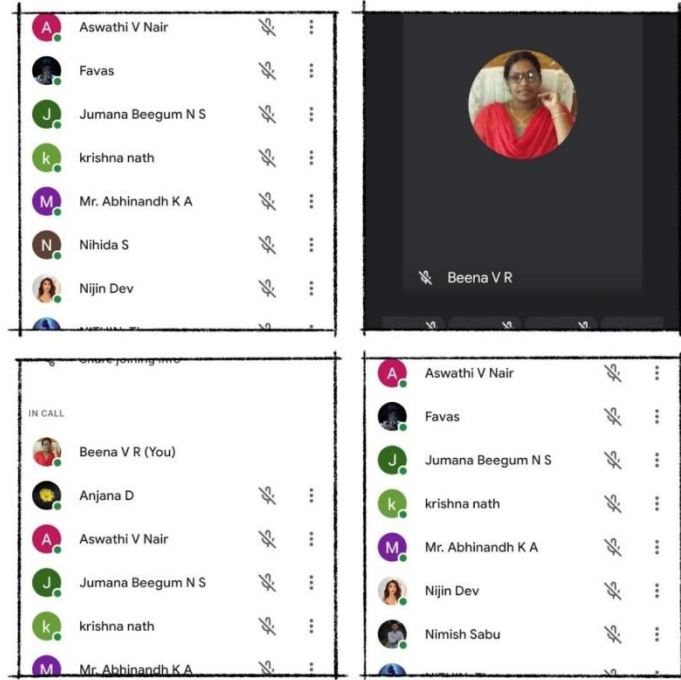 Aswathi V Nair
Favas
J Jumana Beegum N S
k krishna nath
M Mr. Abhinandh K A
N Nihida S
Nijin Dev
Beena V R
IN CALL
Beena V R (You)
Anjana D
A Aswathi V Nair
J Jumana Beegum N S
k krishna nath
M Mr. Abhinandh K A
A Aswathi V Nair
Favas
J Jumana Beegum N S
k krishna nath
M Mr. Abhinandh K A
Nijin Dev
Nimish Sabu